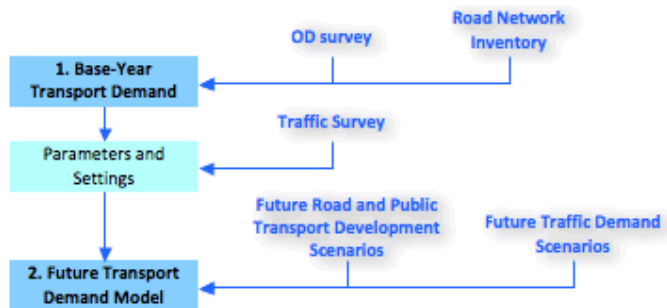 Road Network
Inventory
OD survey
1. Base-Year
Transport Demand
Traffic Survey
Parameters and
Settings
Future Road and Public
Transport Development
Scenarios
Future Traffic Demand
Scenarios
2. Future Transport
Demand Model